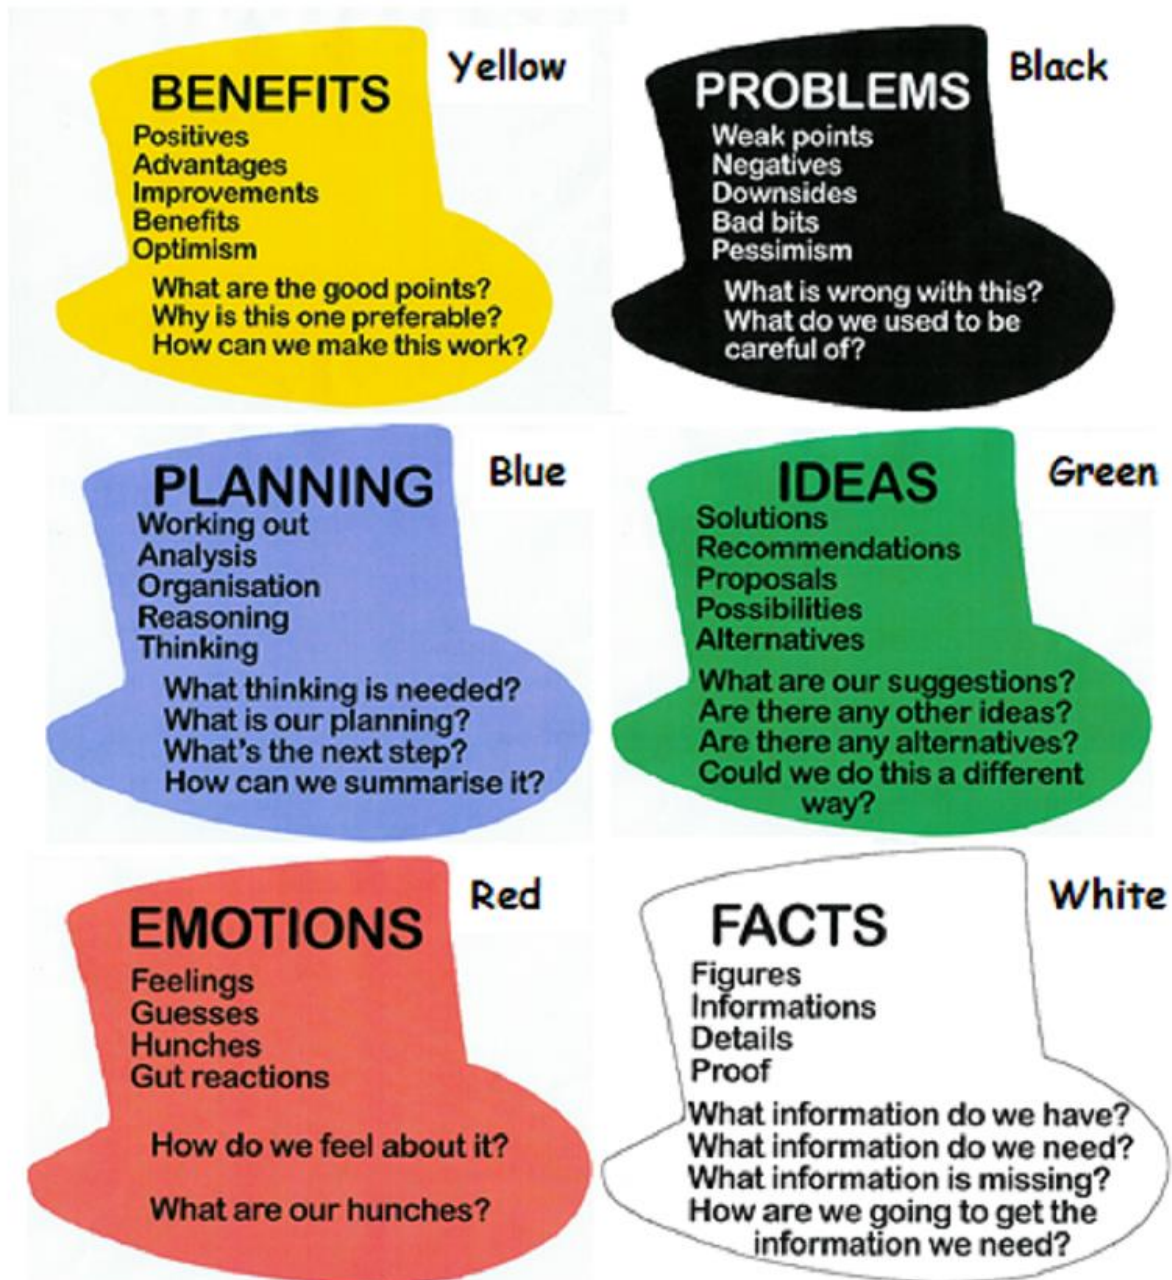 Yellow
BENEFITS
Positives
Advantages
Improvements
Benefits
Optimism
What are the good points?
Why is this one preferable?
How can we make this work?
Black
PROBLEMS
Weak points
Negatives
Downsides
Bad bits
Pessimism
What is wrong with this?
What do we used to be
careful of?
Blue
PLANNING
Working out
Analysis
Organisation
Reasoning
Thinking
What thinking is needed?
What is our planning?
What's the next step?
How can we summarise it?
Green
IDEAS
Solutions
Recommendations
Proposals
Possibilities
Alternatives
What are our suggestions?
Are there any other ideas?
Are there any alternatives?
Could we do this a different
way?
Red
EMOTIONS
Feelings
Guesses
Hunches
Gut reactions
How do we feel about it?
What are our hunches?
White
FACTS
Figures
Informations
Details
Proof
What information do we have?
What information do we need?
What information is missing?
How are we going to get the
information we need?